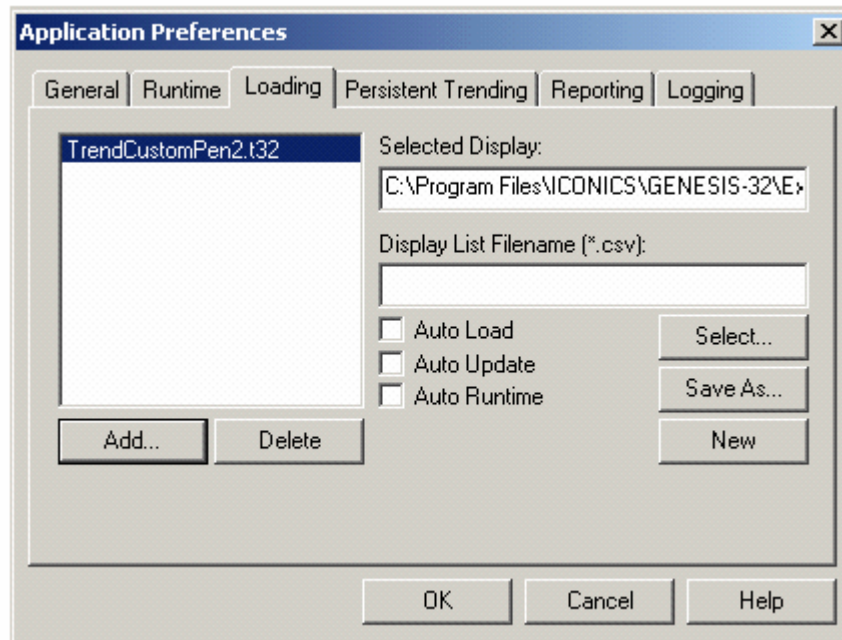 Application Preferences
General Runtime Loading Persistent Trending Reporting Logging
TrendCustomPen2.t32
Selected Display:
C:\Program Files\ICONICS\GENESIS-32\Ex
Display List Filename (*.csv):
Auto Load
Select...
Auto Update
Auto Runtime
Save As...
Add... Delete
New
OK Cancel Help